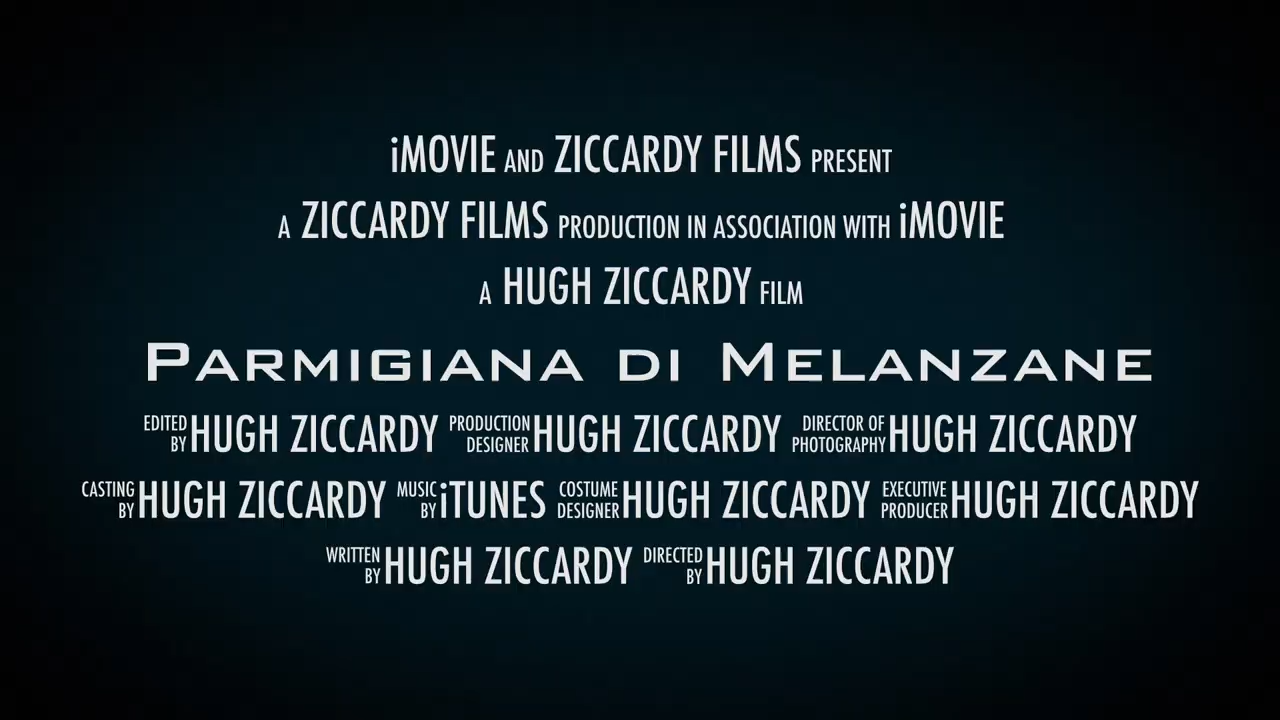 iMOVIE AND ZICCARDY FILMS PRESENT
A ZICCARDY FILMS PRODUCTION IN ASSOCIATION WITH iMOVIE
A HUGH ZICCARDY FILM
PARMIGIANA DI MELANZANE
EDITED BY HUGH ZICCARDY PRODUCTION DESIGNER HUGH ZICCARDY DIRECTOR OF PHOTOGRAPHY HUGH ZICCARDY
CASTING BY HUGH ZICCARDY MUSIC BY iTUNES COSTUME DESIGNER HUGH ZICCARDY EXECUTIVE PRODUCER HUGH ZICCARDY
WRITTEN BY HUGH ZICCARDY DIRECTED BY HUGH ZICCARDY